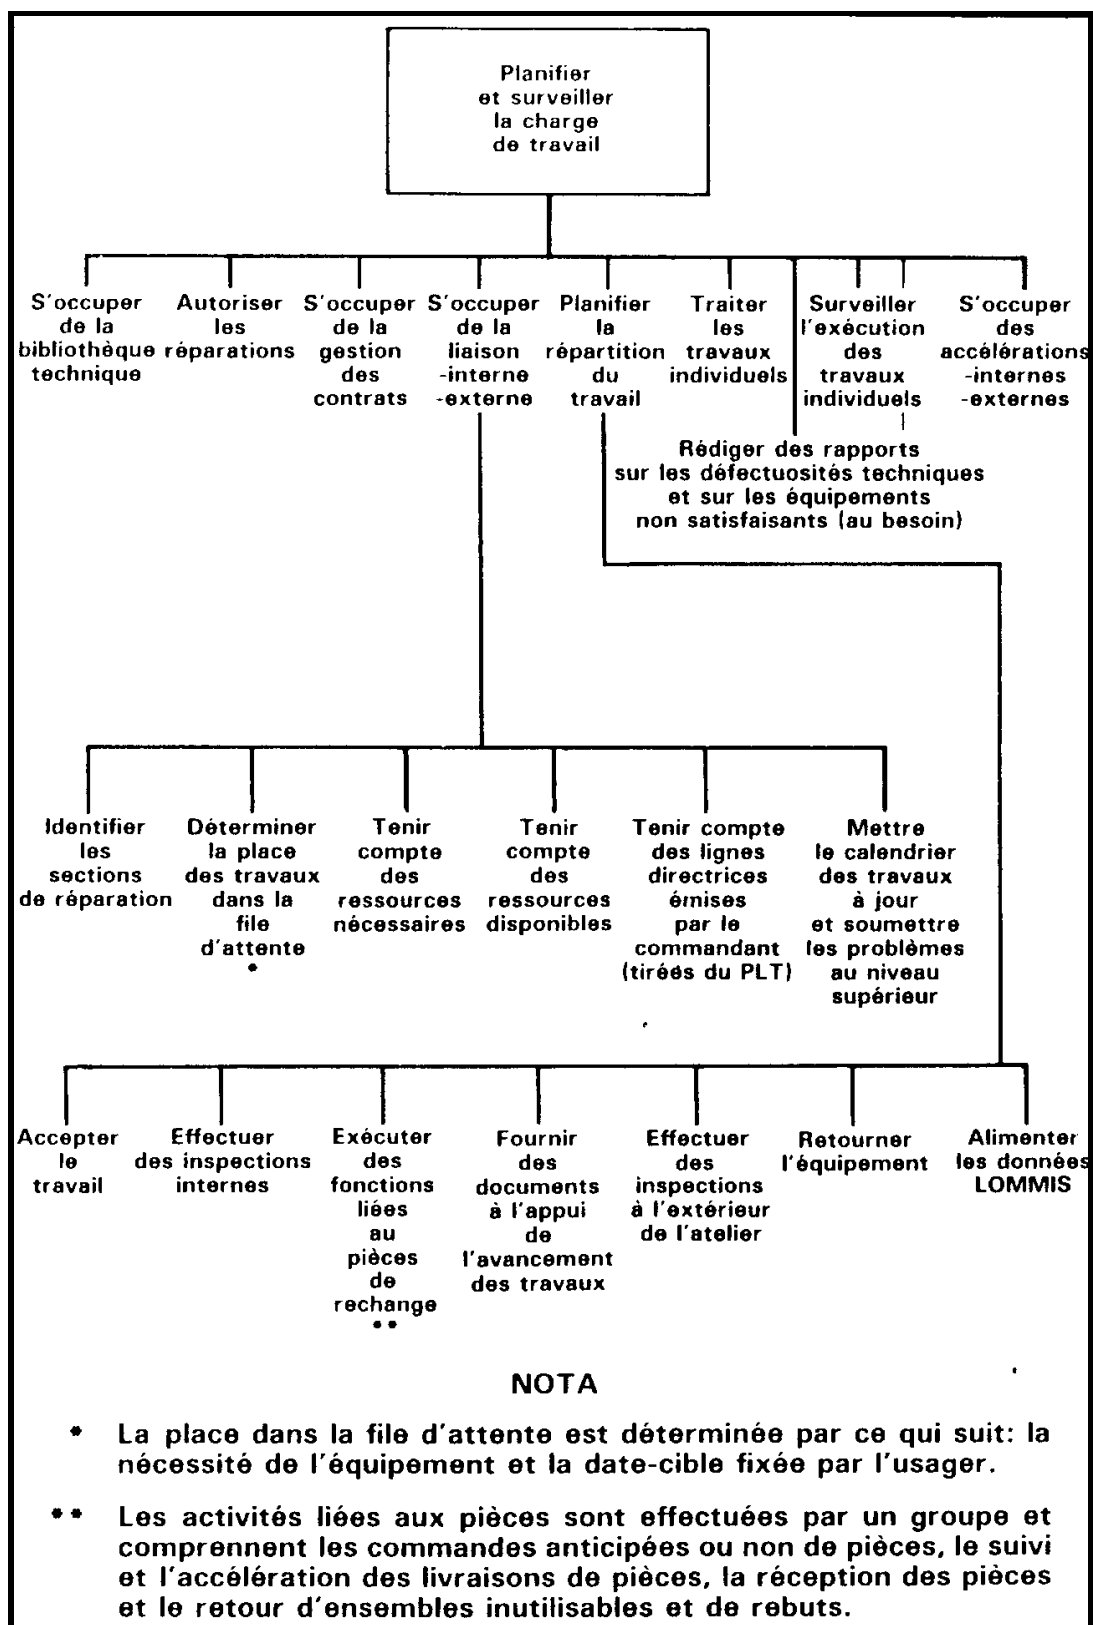 Planifier
et surveiller
la charge
de travail
S'occuper
de la
bibliothèque
technique
Autoriser
les
réparations
S'occuper
de la
gestion
des
contrats
S'occuper
de la
liaison
-interne
-externe
Planifier
la
répartition
du
travail
Traiter
les
travaux
individuels
Surveiller
l'exécution
des
travaux
individuels
S'occuper
des
accélérations
-internes
-externes
Rédiger des rapports
sur les défectuosités techniques
et sur les équipements
non satisfaisants (au besoin)
Identifier
les
sections
de réparation
Déterminer
la place
des travaux
dans la
file
d'attente
*
Tenir
compte
des
ressources
nécessaires
Tenir
compte
des
ressources
disponibles
Tenir compte
des lignes
directrices
émises
par le
commandant
(tiréés du PLT)
Mettre
le calendrier
des travaux
à jour
et soumettre
les problèmes
au niveau
supérieur
Accepter
le
travail
Effectuer
des inspections
internes
Exécuter
des
fonctions
liées
au
pièces
de
rechange
**
Fournir
des
documents
à l'appui
de
l'avancement
des travaux
Effectuer
des
inspections
à l'extérieur
de l'atelier
Retourner
l'équipement
Alimenter
les données
LOMMIS
NOTA
* La place dans la file d'attente est déterminée par ce qui suit: la
nécessité de l'équipement et la date-cible fixée par l'usager.
** Les activités liées aux pièces sont effectuées par un groupe et
comprennent les commandes anticipées ou non de pièces, le suivi
et l'accélération des livraisons de pièces, la réception des pièces
et le retour d'ensembles inutilisables et de rebuts.